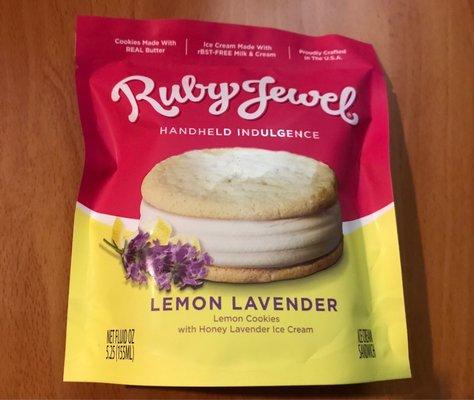 Cookies Made With
REAL Butter
Ice Cream Made With
rBST-FREE Milk & Cream
Proudly Crafted
In The U.S.A.
Ruby Jewel
HANDHELD INDULGENCE
LEMON LAVENDER
Lemon Cookies
with Honey Lavender Ice Cream
NET FLUID OZ
5.25 (155ML)
ICE CREAM
SANDWICH